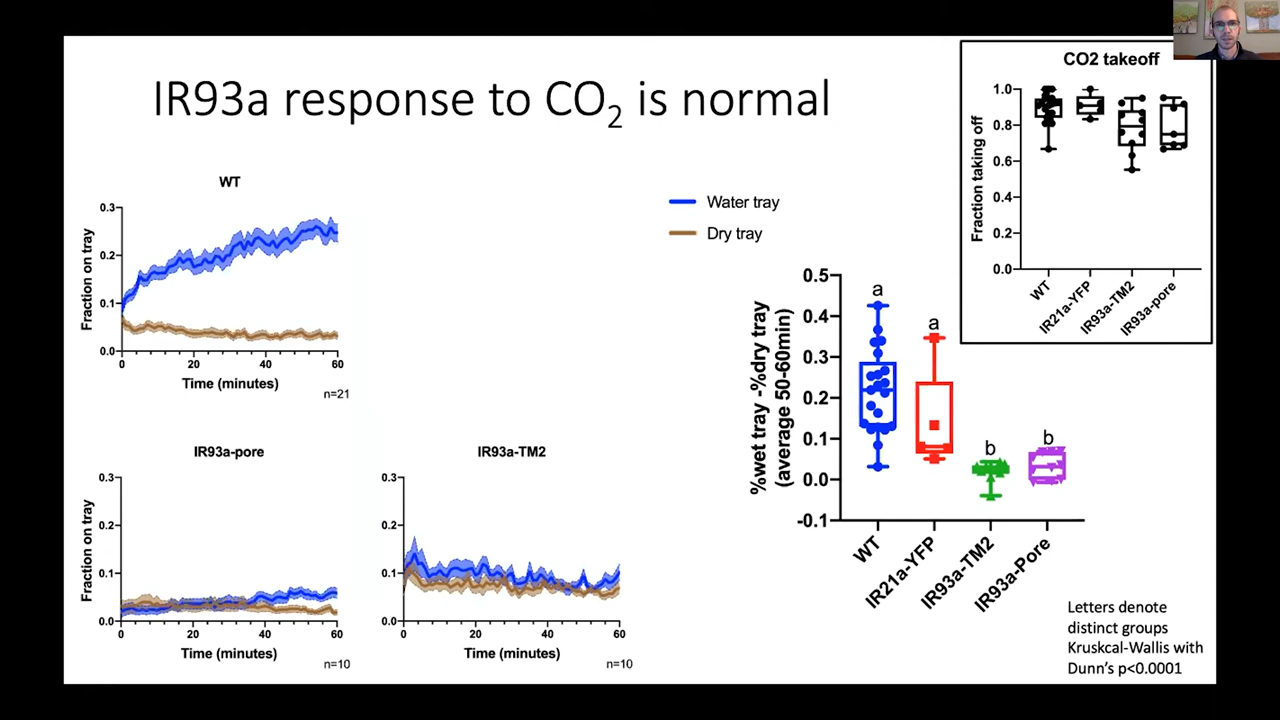 IR93a response to CO2 is normal
WT
0.3
0.2
0.1
0.0
Fraction on tray
0
20
40
60
Time (minutes)
n=21
IR93a-pore
0.3
0.2
0.1
0.0
Fraction on tray
0
20
40
60
Time (minutes)
n=10
IR93a-TM2
0.3
0.2
0.1
0.0
0
20
40
60
Time (minutes)
n=10
Water tray
Dry tray
CO2 takeoff
1.0
0.8
0.6
0.4
0.2
0.0
Fraction taking off
WT
IR21a-YFP
IR93a-TM2
IR93a-pore
%wet tray -%dry tray
(average 50-60min)
0.5
0.4
0.3
0.2
0.1
0.0
-0.1
a
a
b
b
WT
IR21a-YFP
IR93a-TM2
IR93a-Pore
Letters denote
distinct groups
Kruskcal-Wallis with
Dunn’s p<0.0001